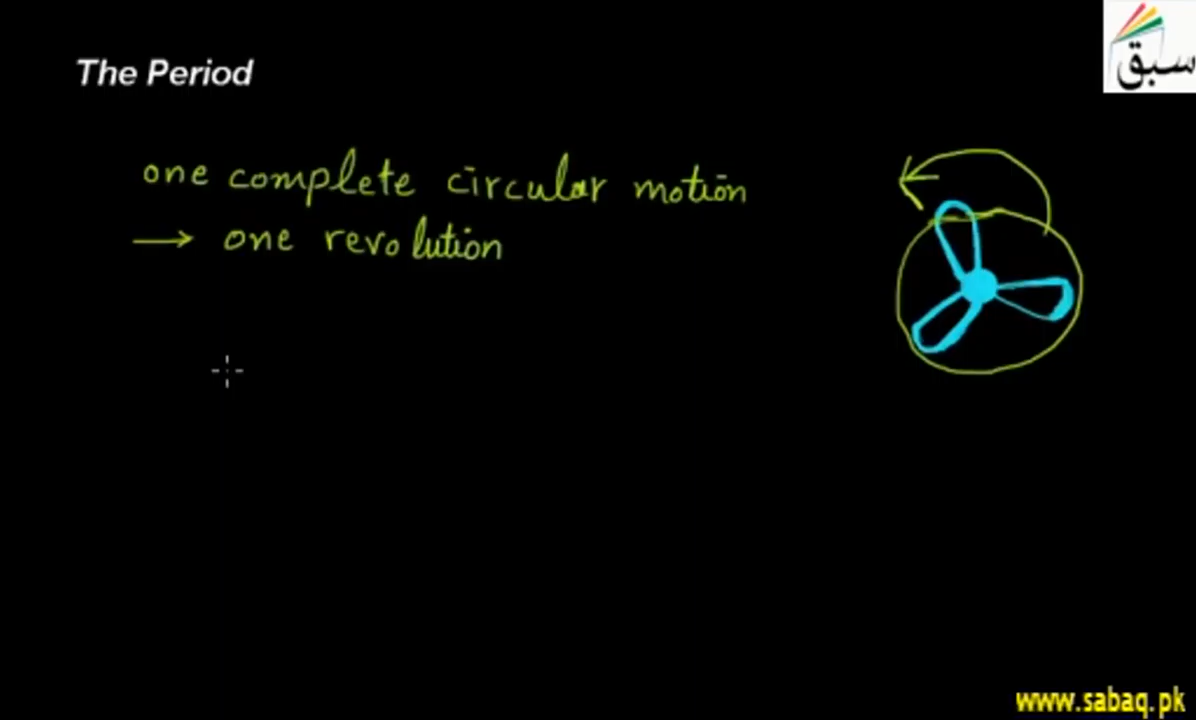 The Period
سبق
one complete circular motion
→ one revolution
www.sabaq.pk